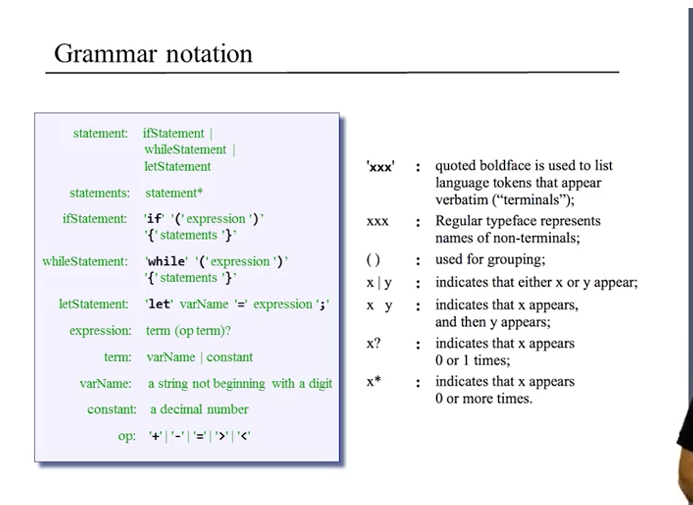 Grammar notation
statement: ifStatement |
whileStatement |
letStatement
statements: statement*
ifStatement: 'if' '(' expression ')'
'{' statements '}'
whileStatement: 'while' '(' expression ')'
'{' statements '}'
letStatement: 'let' varName '=' expression ';'
expression: term (op term)?
term: varName | constant
varName: a string not beginning with a digit
constant: a decimal number
op: '+' | '-' | '=' | '>' | '<'
'xxx' : quoted boldface is used to list
language tokens that appear
verbatim (“terminals”);
xxx : Regular typeface represents
names of non-terminals;
( ) : used for grouping;
x | y : indicates that either x or y appear;
x y : indicates that x appears,
and then y appears;
x? : indicates that x appears
0 or 1 times;
x* : indicates that x appears
0 or more times.